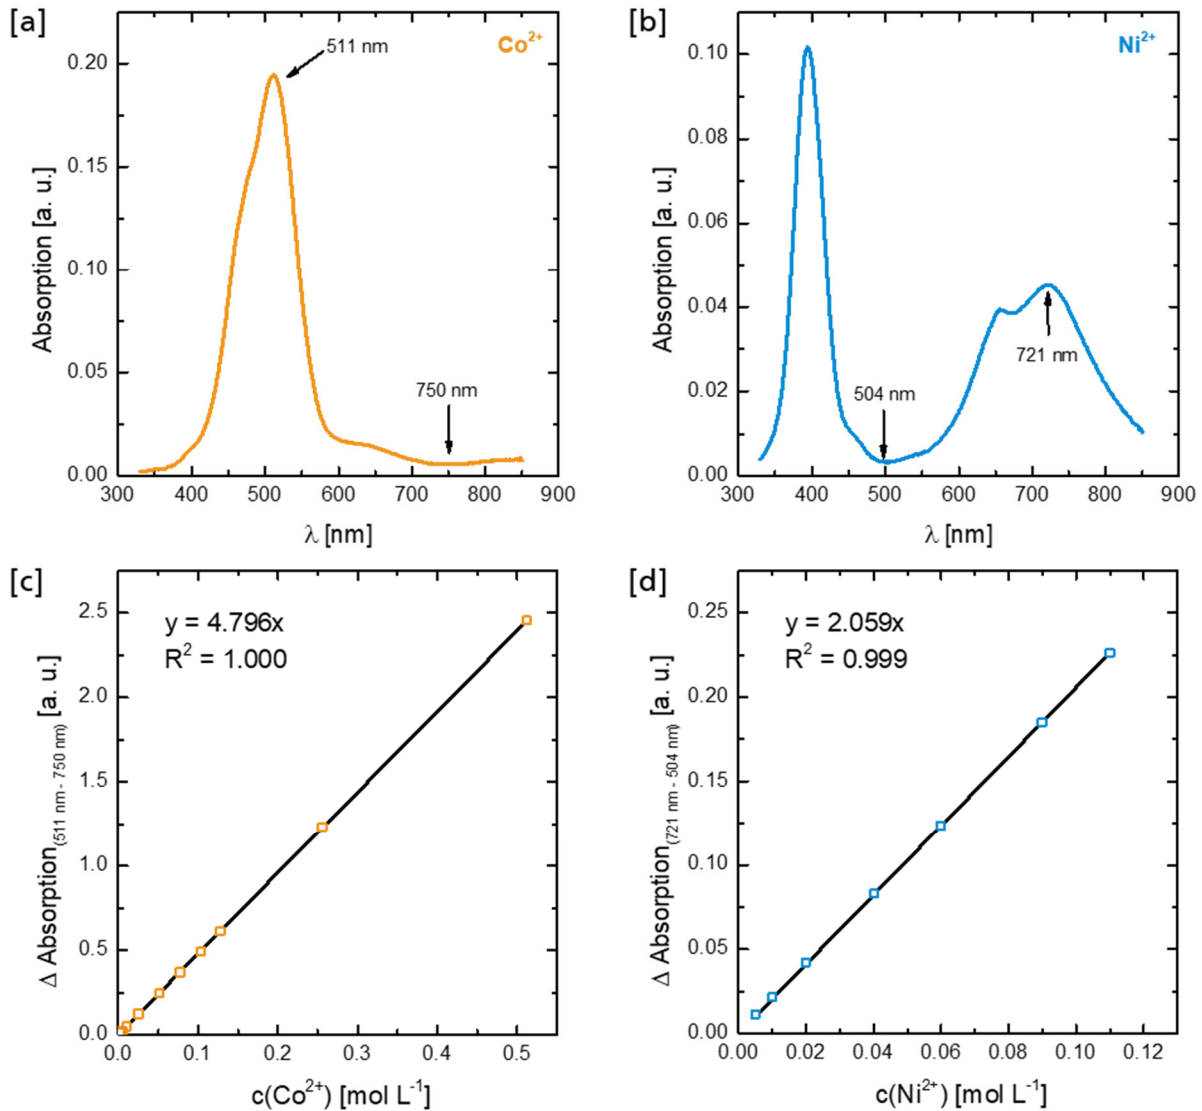 [a]
Co2+
511 nm
750 nm
Absorption [a. u.]
0.20
0.15
0.10
0.05
0.00
300 400 500 600 700 800 900
λ [nm]
[b]
Ni2+
504 nm
721 nm
Absorption [a. u.]
0.10
0.08
0.06
0.04
0.02
0.00
300 400 500 600 700 800 900
λ [nm]
[c]
y = 4.796x
R2 = 1.000
Δ Absorption(511 nm - 750 nm) [a. u.]
2.5
2.0
1.5
1.0
0.5
0.0
0.0 0.1 0.2 0.3 0.4 0.5
c(Co2+) [mol L-1]
[d]
y = 2.059x
R2 = 0.999
Δ Absorption(721 nm - 504 nm) [a. u.]
0.25
0.20
0.15
0.10
0.05
0.00
0.00 0.02 0.04 0.06 0.08 0.10 0.12
c(Ni2+) [mol L-1]